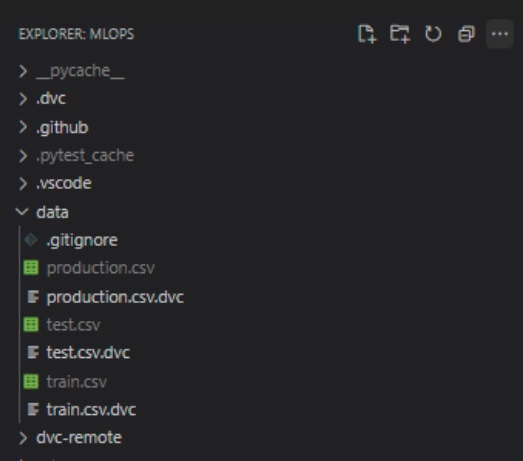 EXPLORER: MLOPS
__pycache__
.dvc
.github
.pytest_cache
.vscode
data
.gitignore
production.csv
production.csv.dvc
test.csv
test.csv.dvc
train.csv
train.csv.dvc
dvc-remote